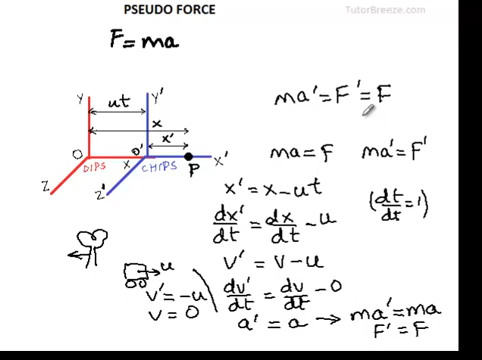 PSEUDO FORCE
TutorBreeze.com
F = ma
Y
ut
Y'
x
x'
O
DIPS
X
O'
CHIPS
P
X'
Z
Z'
ma' = F' = F
ma = F    ma' = F'
x' = x - ut
dx'/dt = dx/dt - u    (dt/dt = 1)
v' = v - u
u
v' = -u
v = 0
dv'/dt = dv/dt - 0
a' = a → ma' = ma
F' = F